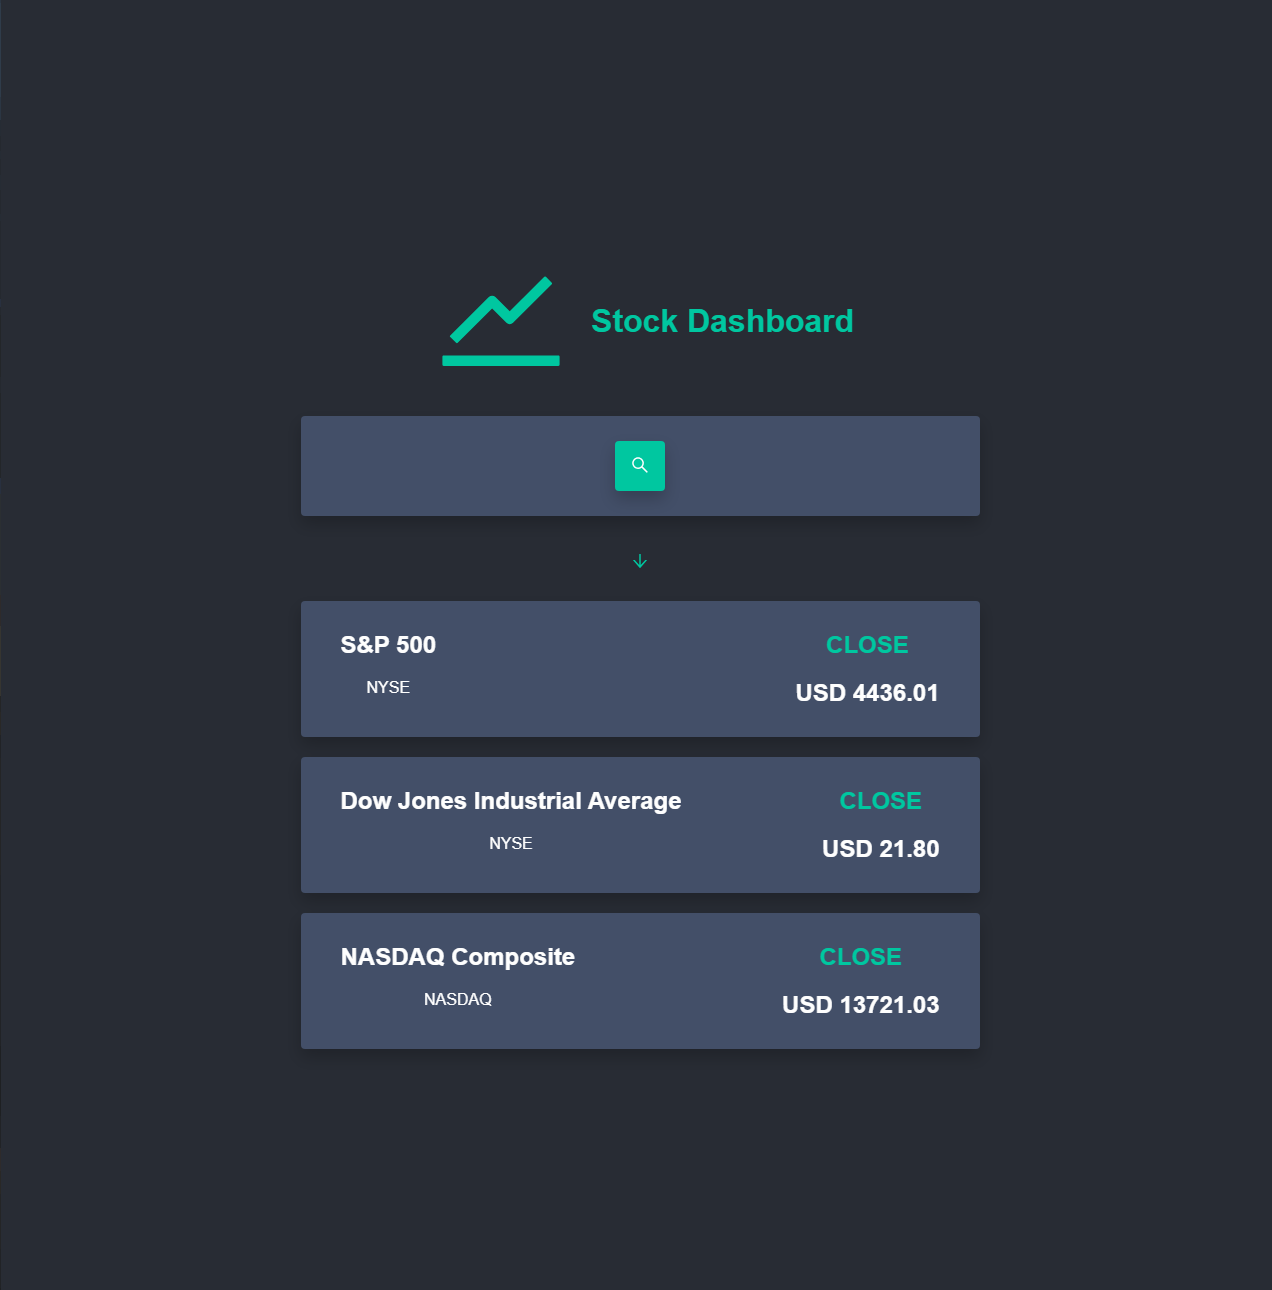 Stock Dashboard
S&P 500
NYSE
CLOSE
USD 4436.01
Dow Jones Industrial Average
NYSE
CLOSE
USD 21.80
NASDAQ Composite
NASDAQ
CLOSE
USD 13721.03